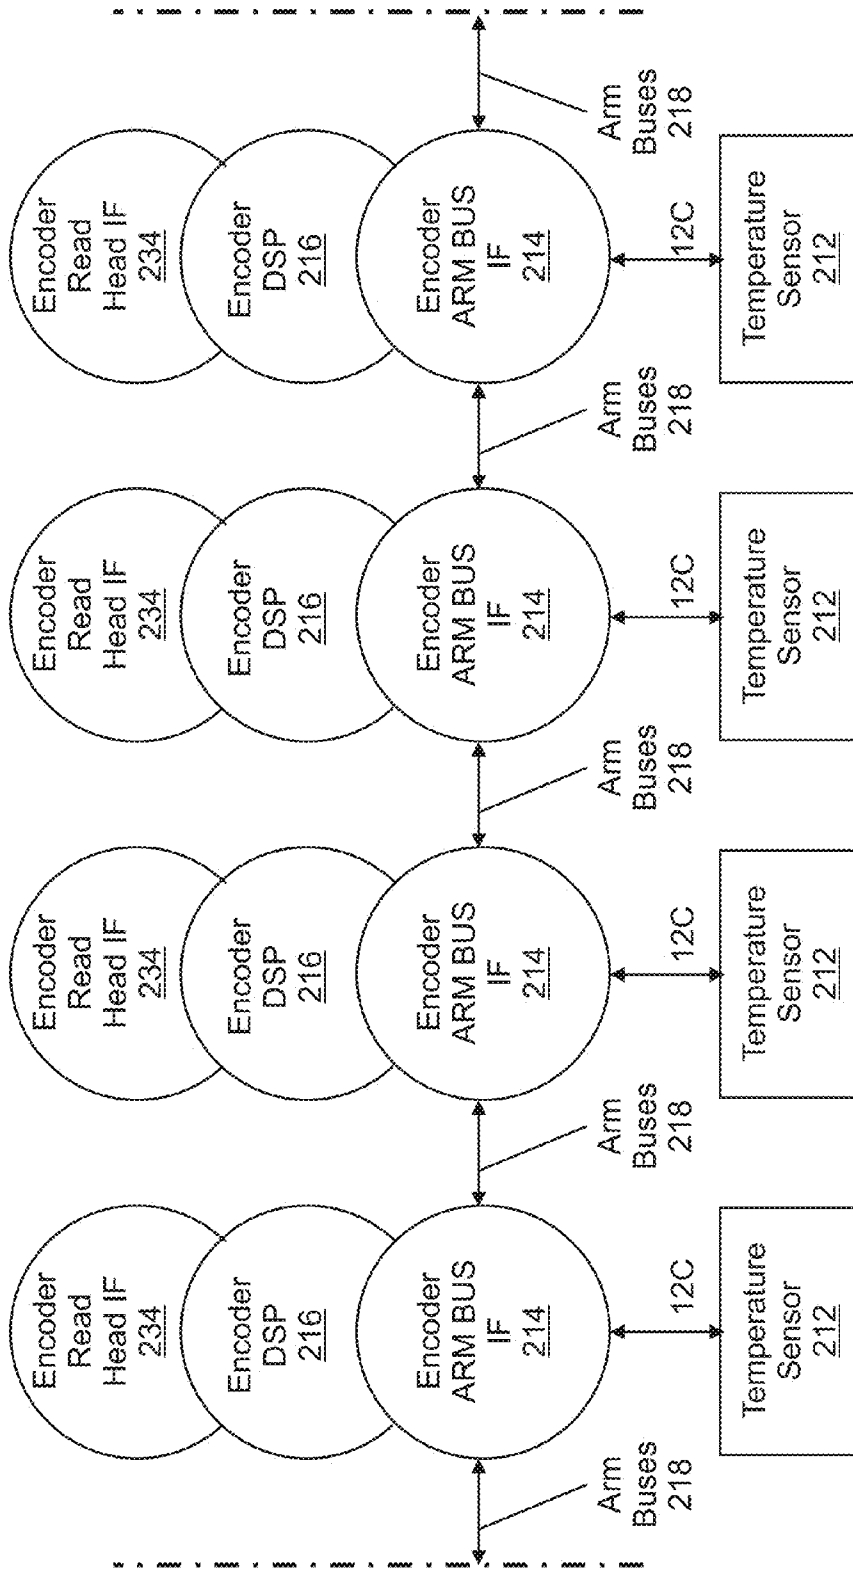 Encoder
Read
Head IF
234
Encoder
Read
Head IF
234
Encoder
Read
Head IF
234
Encoder
Read
Head IF
234
Encoder
DSP
216
Encoder
DSP
216
Encoder
DSP
216
Encoder
DSP
216
Encoder
ARM BUS
IF
214
Encoder
ARM BUS
IF
214
Encoder
ARM BUS
IF
214
Encoder
ARM BUS
IF
214
Arm
Buses
218
12C
Arm
Buses
218
12C
Arm
Buses
218
12C
Arm
Buses
218
12C
Arm
Buses
218
Temperature
Sensor
212
Temperature
Sensor
212
Temperature
Sensor
212
Temperature
Sensor
212